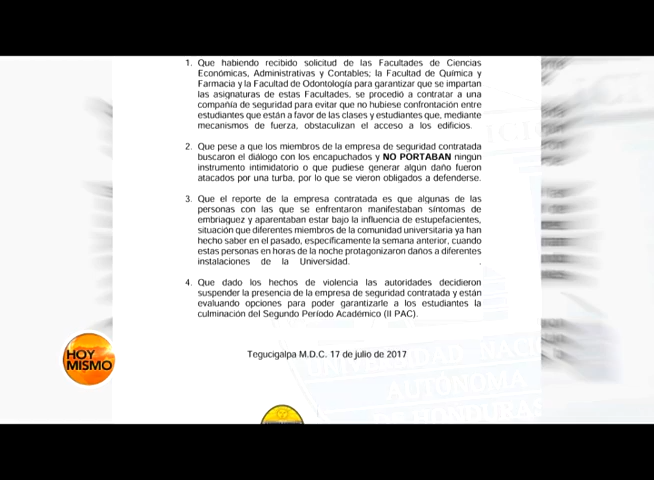 1. Que habiendo recibido solicitud de las Facultades de Ciencias
Económicas, Administrativas y Contables; la Facultad de Química y
Farmacia y la Facultad de Odontología para garantizar que se impartan
las asignaturas de estas Facultades, se procedió a contratar a una
compañía de seguridad para evitar que no hubiese confrontación entre
estudiantes que están a favor de las clases y estudiantes que, mediante
mecanismos de fuerza, obstaculizan el acceso a los edificios.
2. Que pese a que los miembros de la empresa de seguridad contratada
buscaron el diálogo con los encapuchados y NO PORTABAN ningún
instrumento intimidatorio o que pudiese generar algún daño fueron
atacados por una turba, por lo que se vieron obligados a defenderse.
3. Que el reporte de la empresa contratada es que algunas de las
personas con las que se enfrentaron manifestaban síntomas de
embriaguez y aparentaban estar bajo la influencia de estupefacientes,
situación que diferentes miembros de la comunidad universitaria ya han
hecho saber en el pasado, específicamente la semana anterior, cuando
estas personas en horas de la noche protagonizaron daños a diferentes
instalaciones de la Universidad.
4. Que dado los hechos de violencia las autoridades decidieron
suspender la presencia de la empresa de seguridad contratada y están
evaluando opciones para poder garantizarle a los estudiantes la
culminación del Segundo Período Académico (II PAC).
Tegucigalpa M.D.C. 17 de julio de 2017
HOY
MISMO
UNIVERSIDAD NACIONAL
AUTÓNOMA
DE HONDURAS